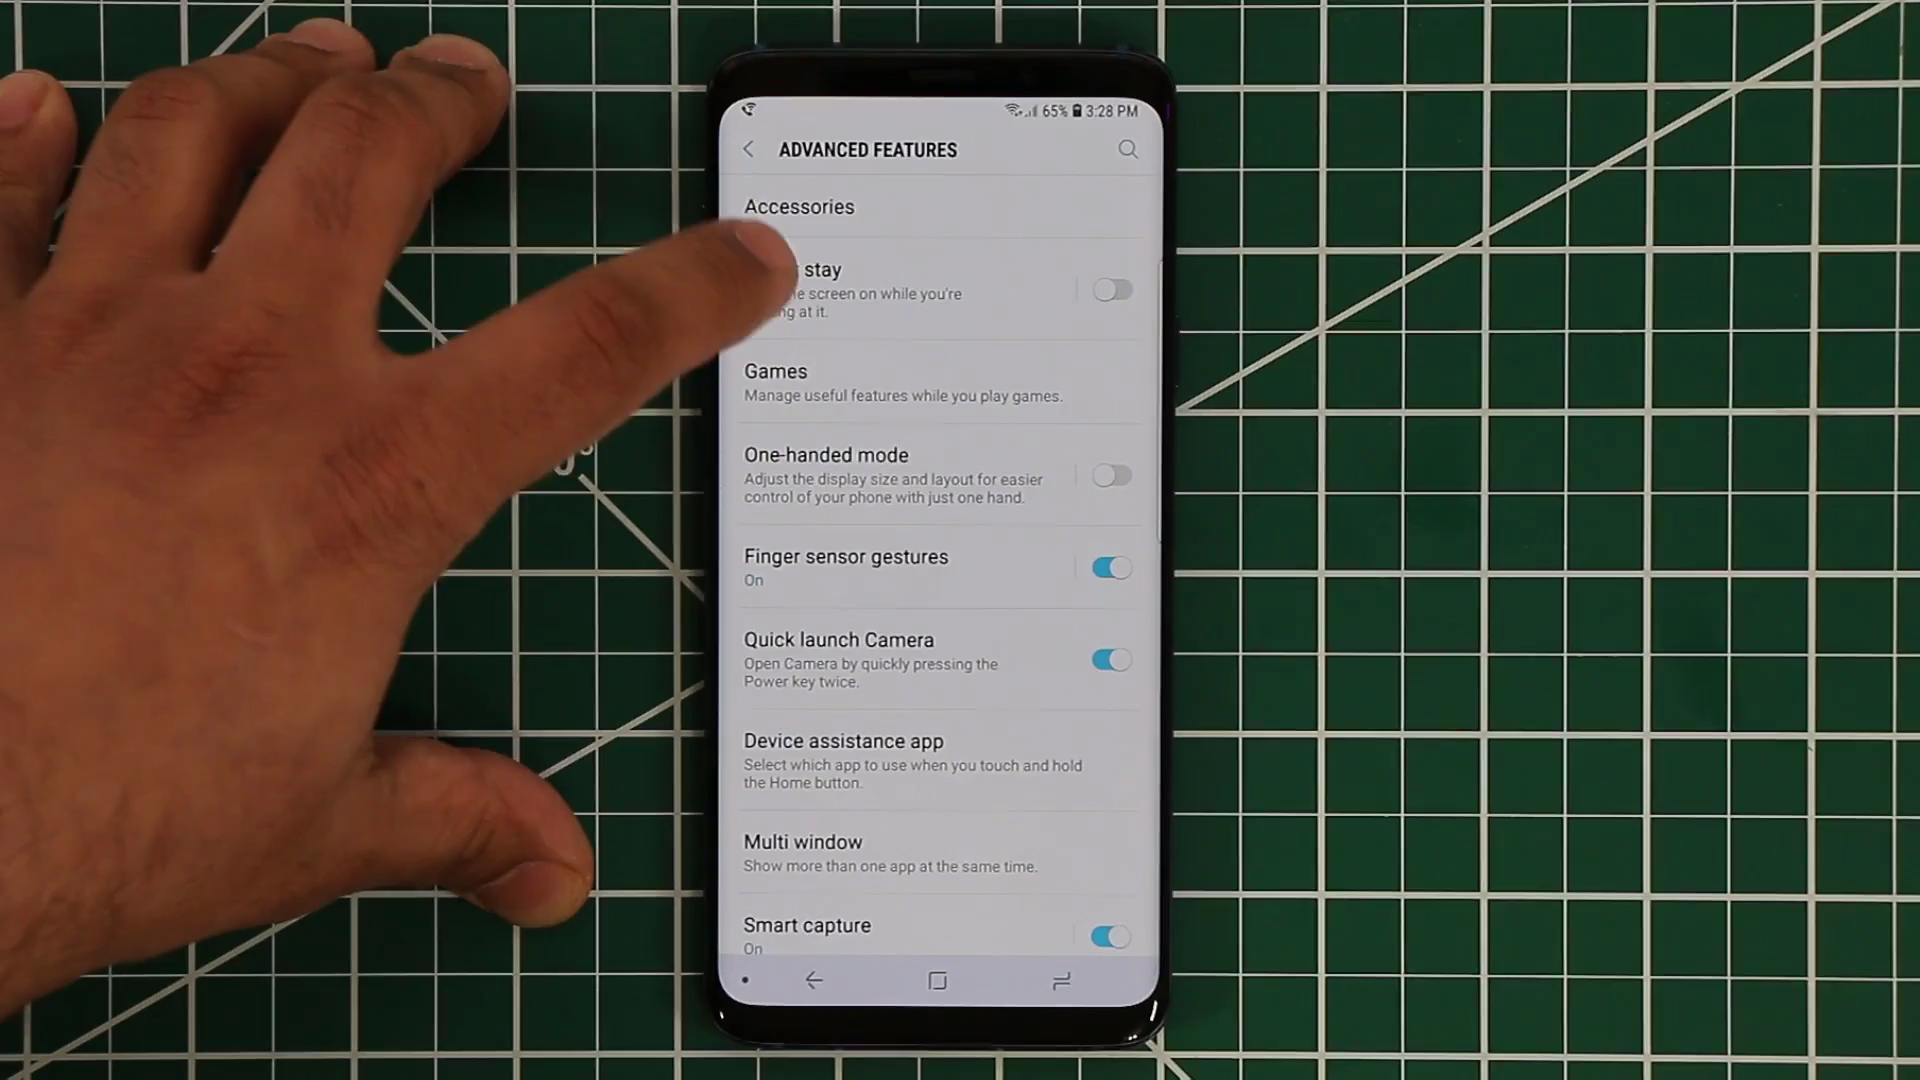 65% 3:28 PM
ADVANCED FEATURES
Accessories
stay
screen on while you're
at it.
Games
Manage useful features while you play games.
One-handed mode
Adjust the display size and layout for easier
control of your phone with just one hand.
Finger sensor gestures
On
Quick launch Camera
Open Camera by quickly pressing the
Power key twice.
Device assistance app
Select which app to use when you touch and hold
the Home button.
Multi window
Show more than one app at the same time.
Smart capture
On